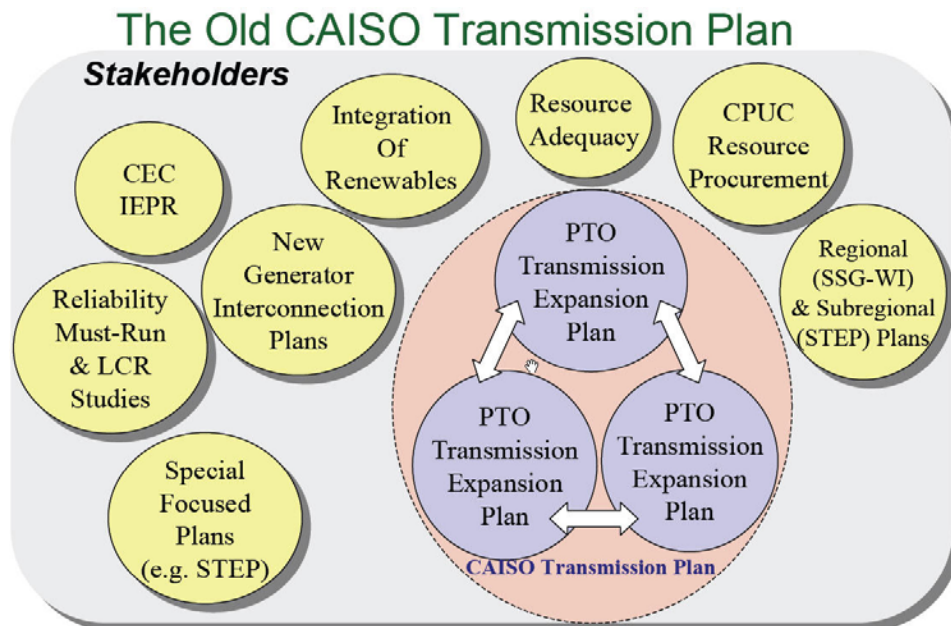 The Old CAISO Transmission Plan
Stakeholders
CEC
IEPR
Integration
Of
Renewables
Resource
Adequacy
CPUC
Resource
Procurement
Reliability
Must-Run
& LCR
Studies
New
Generator
Interconnection
Plans
PTO
Transmission
Expansion
Plan
Regional
(SSG-WI)
& Subregional
(STEP) Plans
PTO
Transmission
Expansion
Plan
PTO
Transmission
Expansion
Plan
Special
Focused
Plans
(e.g. STEP)
CAISO Transmission Plan